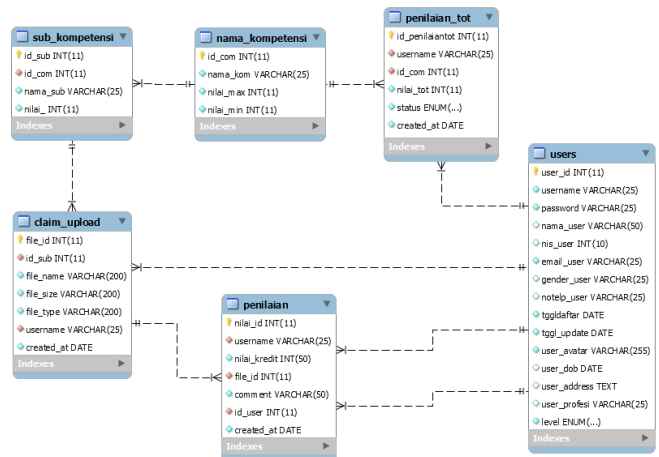 sub_kompetensi
id_sub INT(11)
id_com INT(11)
nama_sub VARCHAR(25)
nilai_ INT(11)
Indexes
nama_kompetensi
id_com INT(11)
nama_kom VARCHAR(25)
nilai_max INT(11)
nilai_min INT(11)
Indexes
penilaian_tot
id_penilaiantot INT(11)
username VARCHAR(25)
id_com INT(11)
nilai_tot INT(11)
status ENUM(...)
created_at DATE
Indexes
users
user_id INT(11)
username VARCHAR(25)
password VARCHAR(25)
nama_user VARCHAR(50)
nis_user INT(10)
email_user VARCHAR(25)
gender_user VARCHAR(25)
notelp_user VARCHAR(25)
tggldaftar DATE
tggl_update DATE
user_avatar VARCHAR(255)
user_dob DATE
user_address TEXT
user_profesi VARCHAR(25)
level ENUM(...)
Indexes
claim_upload
file_id INT(11)
id_sub INT(11)
file_name VARCHAR(200)
file_size VARCHAR(200)
file_type VARCHAR(200)
username VARCHAR(25)
created_at DATE
Indexes
penilaian
nilai_id INT(11)
username VARCHAR(25)
nilai_kredit INT(50)
file_id INT(11)
comment VARCHAR(50)
id_user INT(11)
created_at DATE
Indexes